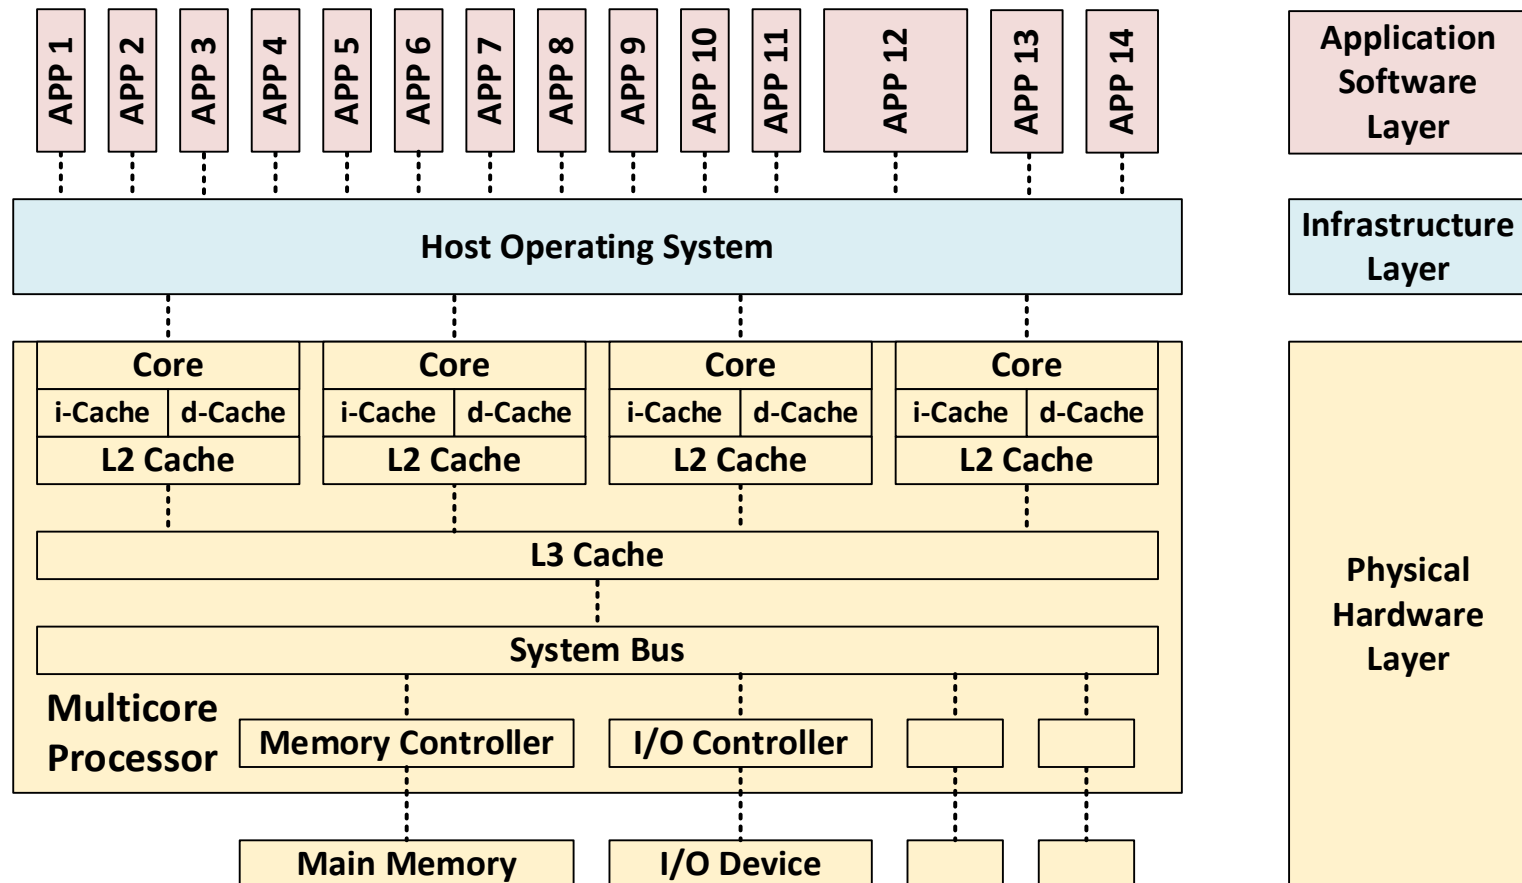 APP 1
APP 2
APP 3
APP 4
APP 5
APP 6
APP 7
APP 8
APP 9
APP 10
APP 11
APP 12
APP 13
APP 14
Application
Software
Layer
Host Operating System
Infrastructure
Layer
Core
Core
Core
Core
i-Cache d-Cache
i-Cache d-Cache
i-Cache d-Cache
i-Cache d-Cache
L2 Cache
L2 Cache
L2 Cache
L2 Cache
L3 Cache
System Bus
Multicore
Processor
Memory Controller
I/O Controller
Main Memory
I/O Device
Physical
Hardware
Layer